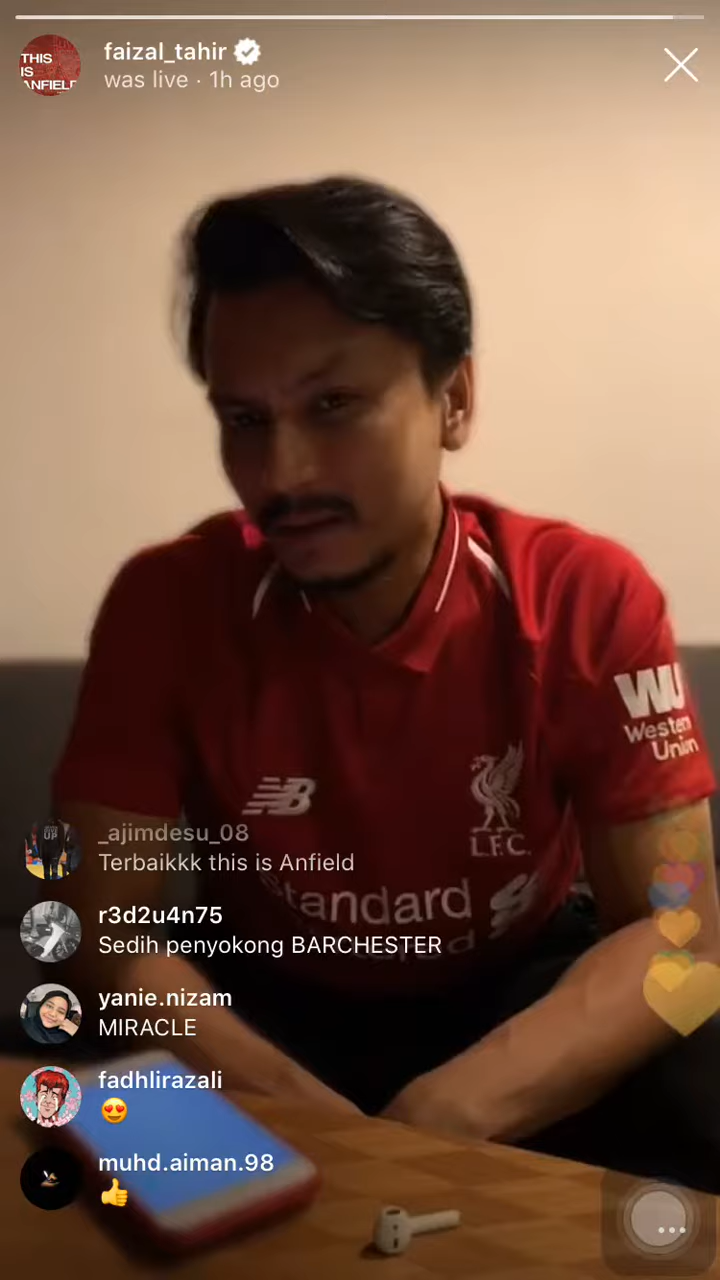 THIS
IS
ANFIELD
faizal_tahir
was live · 1h ago
WU
Western
Union
NB
L.F.C.
Standard
_ajimdesu_08
Terbaikkk this is Anfield
r3d2u4n75
Sedih penyokong BARCHESTER
yanie.nizam
MIRACLE
fadhlirazali
😍
muhd.aiman.98
👍